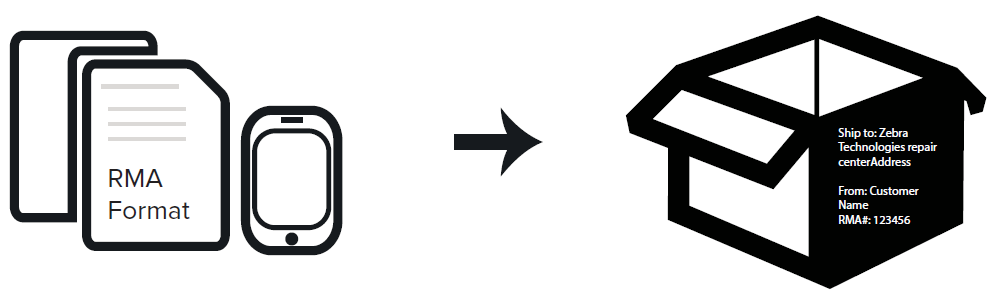 RMA
Format
Ship to: Zebra
Technologies repair
centerAddress
From: Customer
Name
RMA#: 123456